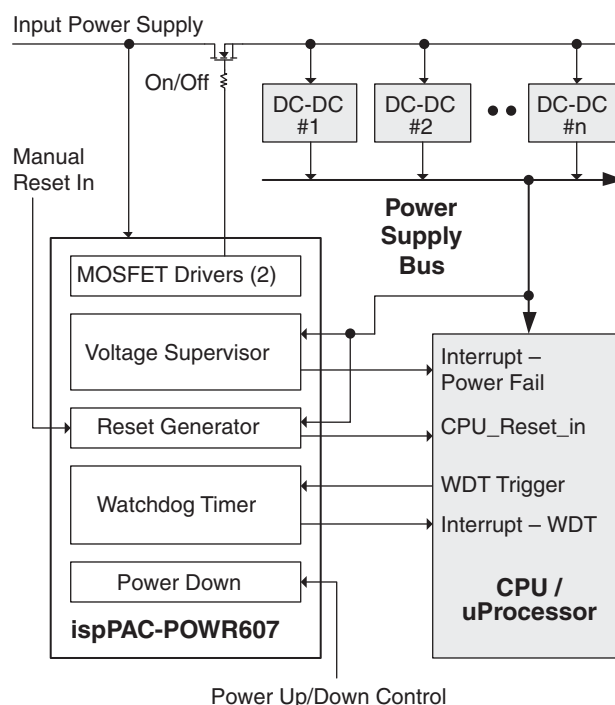 Input Power Supply
On/Off
DC-DC
#1
DC-DC
#2
DC-DC
#n
Manual
Reset In
Power
Supply
Bus
MOSFET Drivers (2)
Voltage Supervisor
Interrupt –
Power Fail
Reset Generator
CPU_Reset_in
Watchdog Timer
WDT Trigger
Interrupt – WDT
Power Down
CPU /
uProcessor
ispPAC-POWR607
Power Up/Down Control